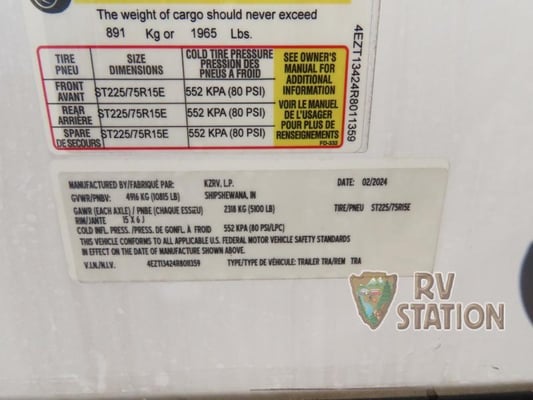 The weight of cargo should never exceed
891 Kg or 1965 Lbs.
4EZT13424R8011359
TIRE SIZE COLD TIRE PRESSURE SEE OWNER'S
PNEU DIMENSIONS PRESSION DES MANUAL FOR
PNEUS A FROID ADDITIONAL
FRONT ST225/75R15E 552 KPA (80 PSI) INFORMATION
AVANT
REAR ST225/75R15E 552 KPA (80 PSI) VOIR LE MANUEL
ARRIÈRE DE L'USAGER
SPARE ST225/75R15E 552 KPA (80 PSI) POUR PLUS DE
DE SECOURS RENSEIGNEMENTS
FD-332
MANUFACTURED BY/FABRIQUÉ PAR: KZRV, L.P. DATE: 02/2024
GVWR/PNBV: 4916 KG (10815 LB) SHIPSHEWANA, IN
GAWR (EACH AXLE) / PNBE (CHAQUE ESSIEU) 2318 KG (5100 LB) TIRE/PNEU ST225/75R15E
RIM/JANTE 15 X 6 J
COLD INFL. PRESS. /PRESS. DE GONFL. À FROID 552 KPA (80 PSI/LPC)
THIS VEHICLE CONFORMS TO ALL APPLICABLE U.S. FEDERAL MOTOR VEHICLE SAFETY STANDARDS
IN EFFECT ON THE DATE OF MANUFACTURE SHOWN ABOVE.
V.I.N./N.I.V. 4EZT13424R8011359 TYPE/TYPE DE VÉHICULE: TRAILER TRA/REM TRA
RV
STATION